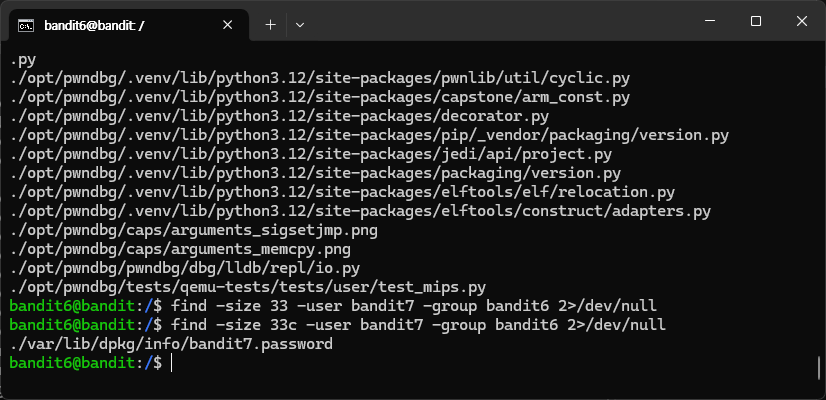 bandit6@bandit: /
.py
./opt/pwndbg/.venv/lib/python3.12/site-packages/pwnlib/util/cyclic.py
./opt/pwndbg/.venv/lib/python3.12/site-packages/capstone/arm_const.py
./opt/pwndbg/.venv/lib/python3.12/site-packages/decorator.py
./opt/pwndbg/.venv/lib/python3.12/site-packages/pip/_vendor/packaging/version.py
./opt/pwndbg/.venv/lib/python3.12/site-packages/jedi/api/project.py
./opt/pwndbg/.venv/lib/python3.12/site-packages/packaging/version.py
./opt/pwndbg/.venv/lib/python3.12/site-packages/elftools/elf/relocation.py
./opt/pwndbg/.venv/lib/python3.12/site-packages/elftools/construct/adapters.py
./opt/pwndbg/caps/arguments_sigsetjmp.png
./opt/pwndbg/caps/arguments_memcpy.png
./opt/pwndbg/pwndbg/dbg/lldb/repl/io.py
./opt/pwndbg/tests/qemu-tests/tests/user/test_mips.py
bandit6@bandit:/$ find -size 33 -user bandit7 -group bandit6 2>/dev/null
bandit6@bandit:/$ find -size 33c -user bandit7 -group bandit6 2>/dev/null
./var/lib/dpkg/info/bandit7.password
bandit6@bandit:/$